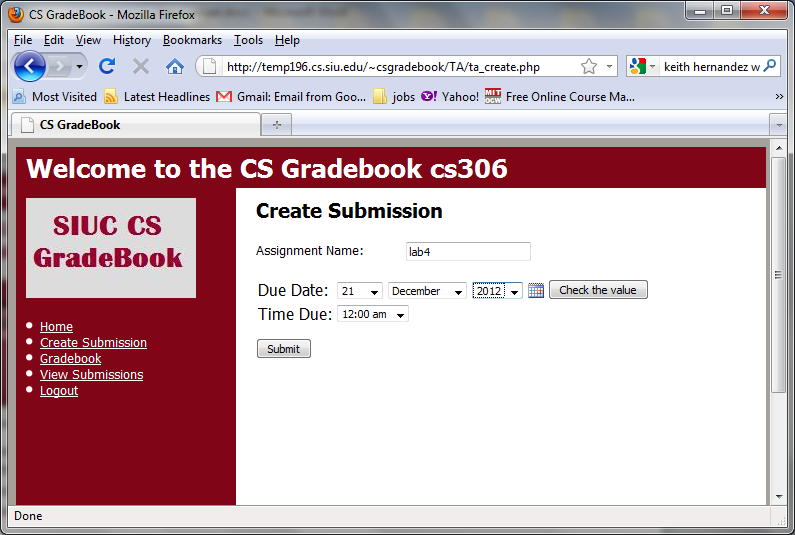 CS GradeBook - Mozilla Firefox
File Edit View History Bookmarks Tools Help
http://temp196.cs.siu.edu/~csgradebook/TA/ta_create.php
keith hernandez w
Most Visited Latest Headlines Gmail: Email from Goo... jobs Yahoo! MIT OCW Free Online Course Ma...
CS GradeBook
Welcome to the CS Gradebook cs306
SIUC CS
GradeBook
Home
Create Submission
Gradebook
View Submissions
Logout
Create Submission
Assignment Name: lab4
Due Date: 21 December 2012 Check the value
Time Due: 12:00 am
Submit
Done